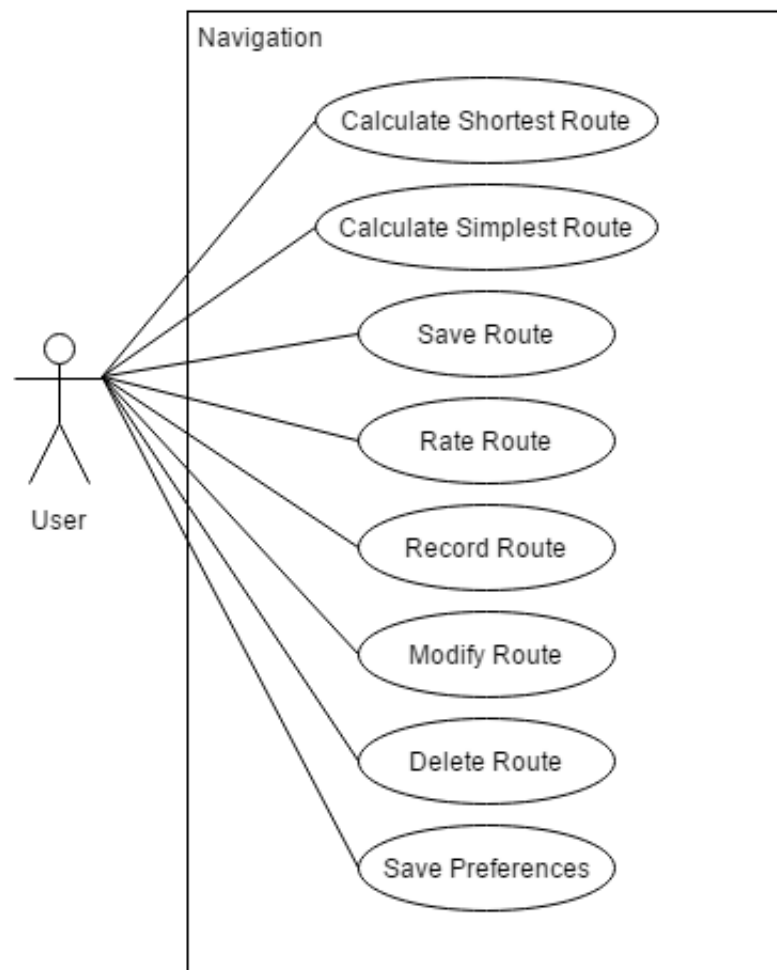 Navigation
Calculate Shortest Route
Calculate Simplest Route
Save Route
Rate Route
Record Route
User
Modify Route
Delete Route
Save Preferences